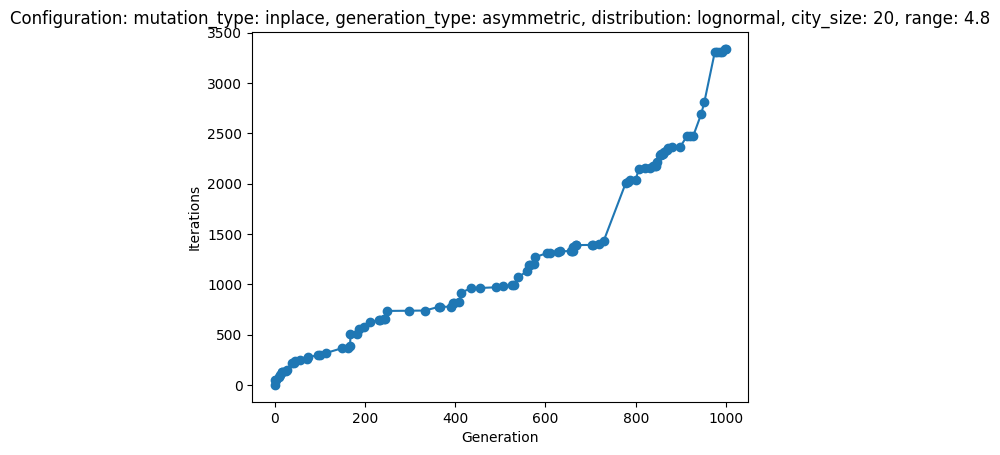 Configuration: mutation_type: inplace, generation_type: asymmetric, distribution: lognormal, city_size: 20, range: 4.8
3500
3000
2500
2000
1500
1000
500
0
Iterations
0 200 400 600 800 1000
Generation